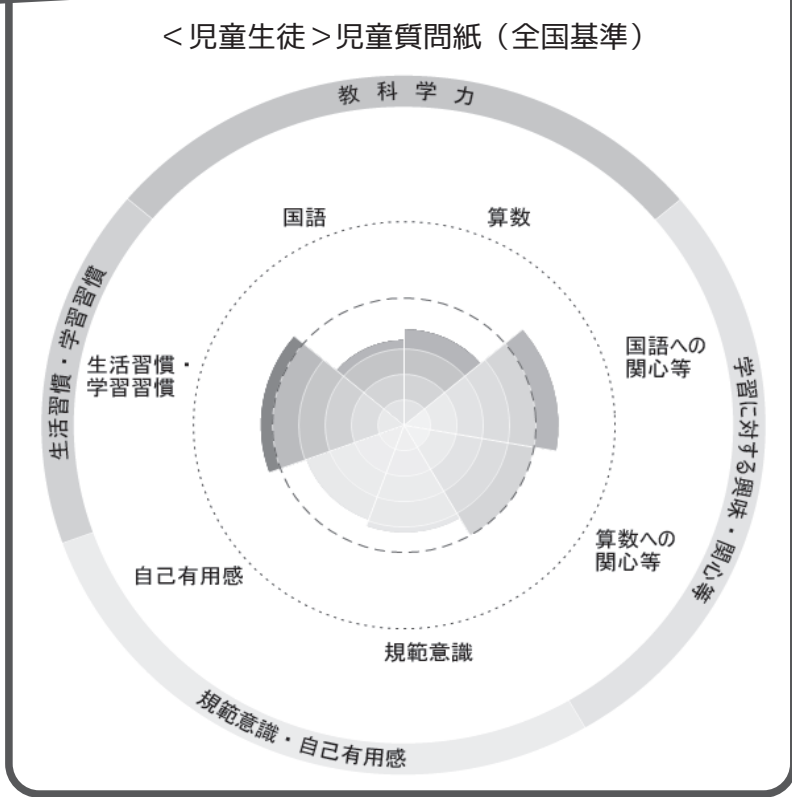 ＜児童生徒＞児童質問紙（全国基準）
教科学力
国語
算数
生活習慣・学習習慣
生活習慣・
学習習慣
国語への
関心等
学習に対する興味・関心等
算数への
関心等
自己有用感
規範意識
規範意識・自己有用感